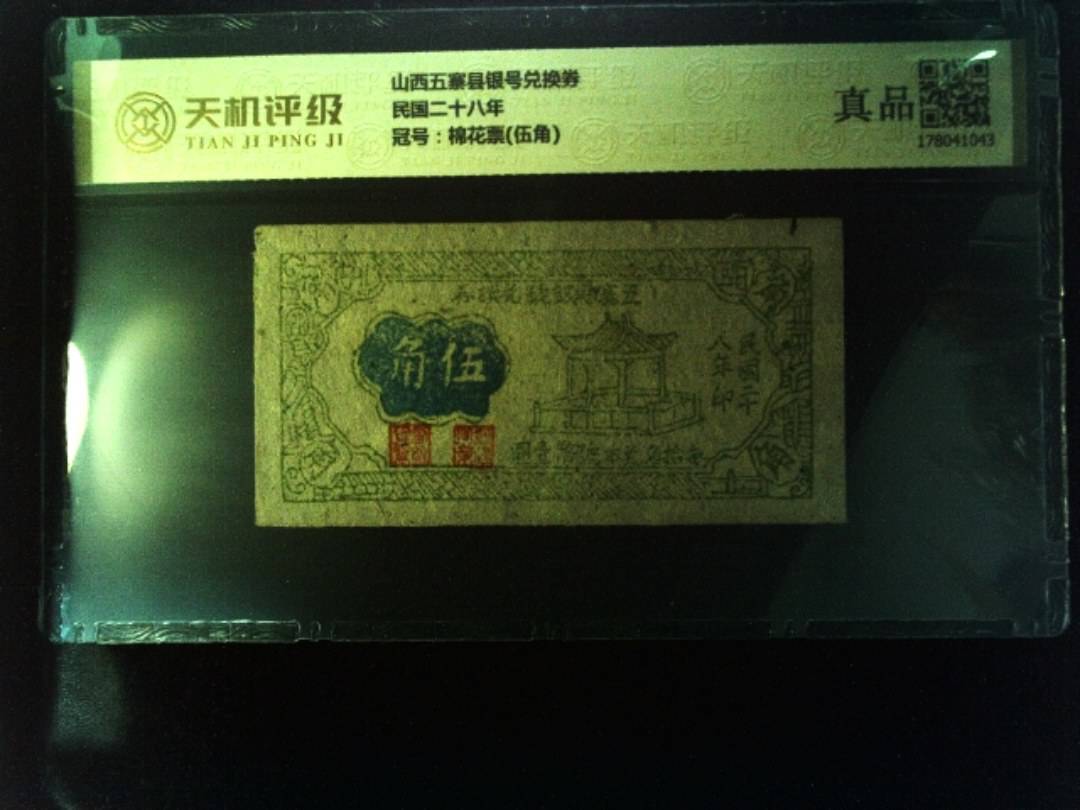 天机评级
TIAN JI PING JI
山西五寨县银号兑换券
民国二十八年
冠号：棉花票(伍角)
真品
178041043
角伍
民國二十
八年印